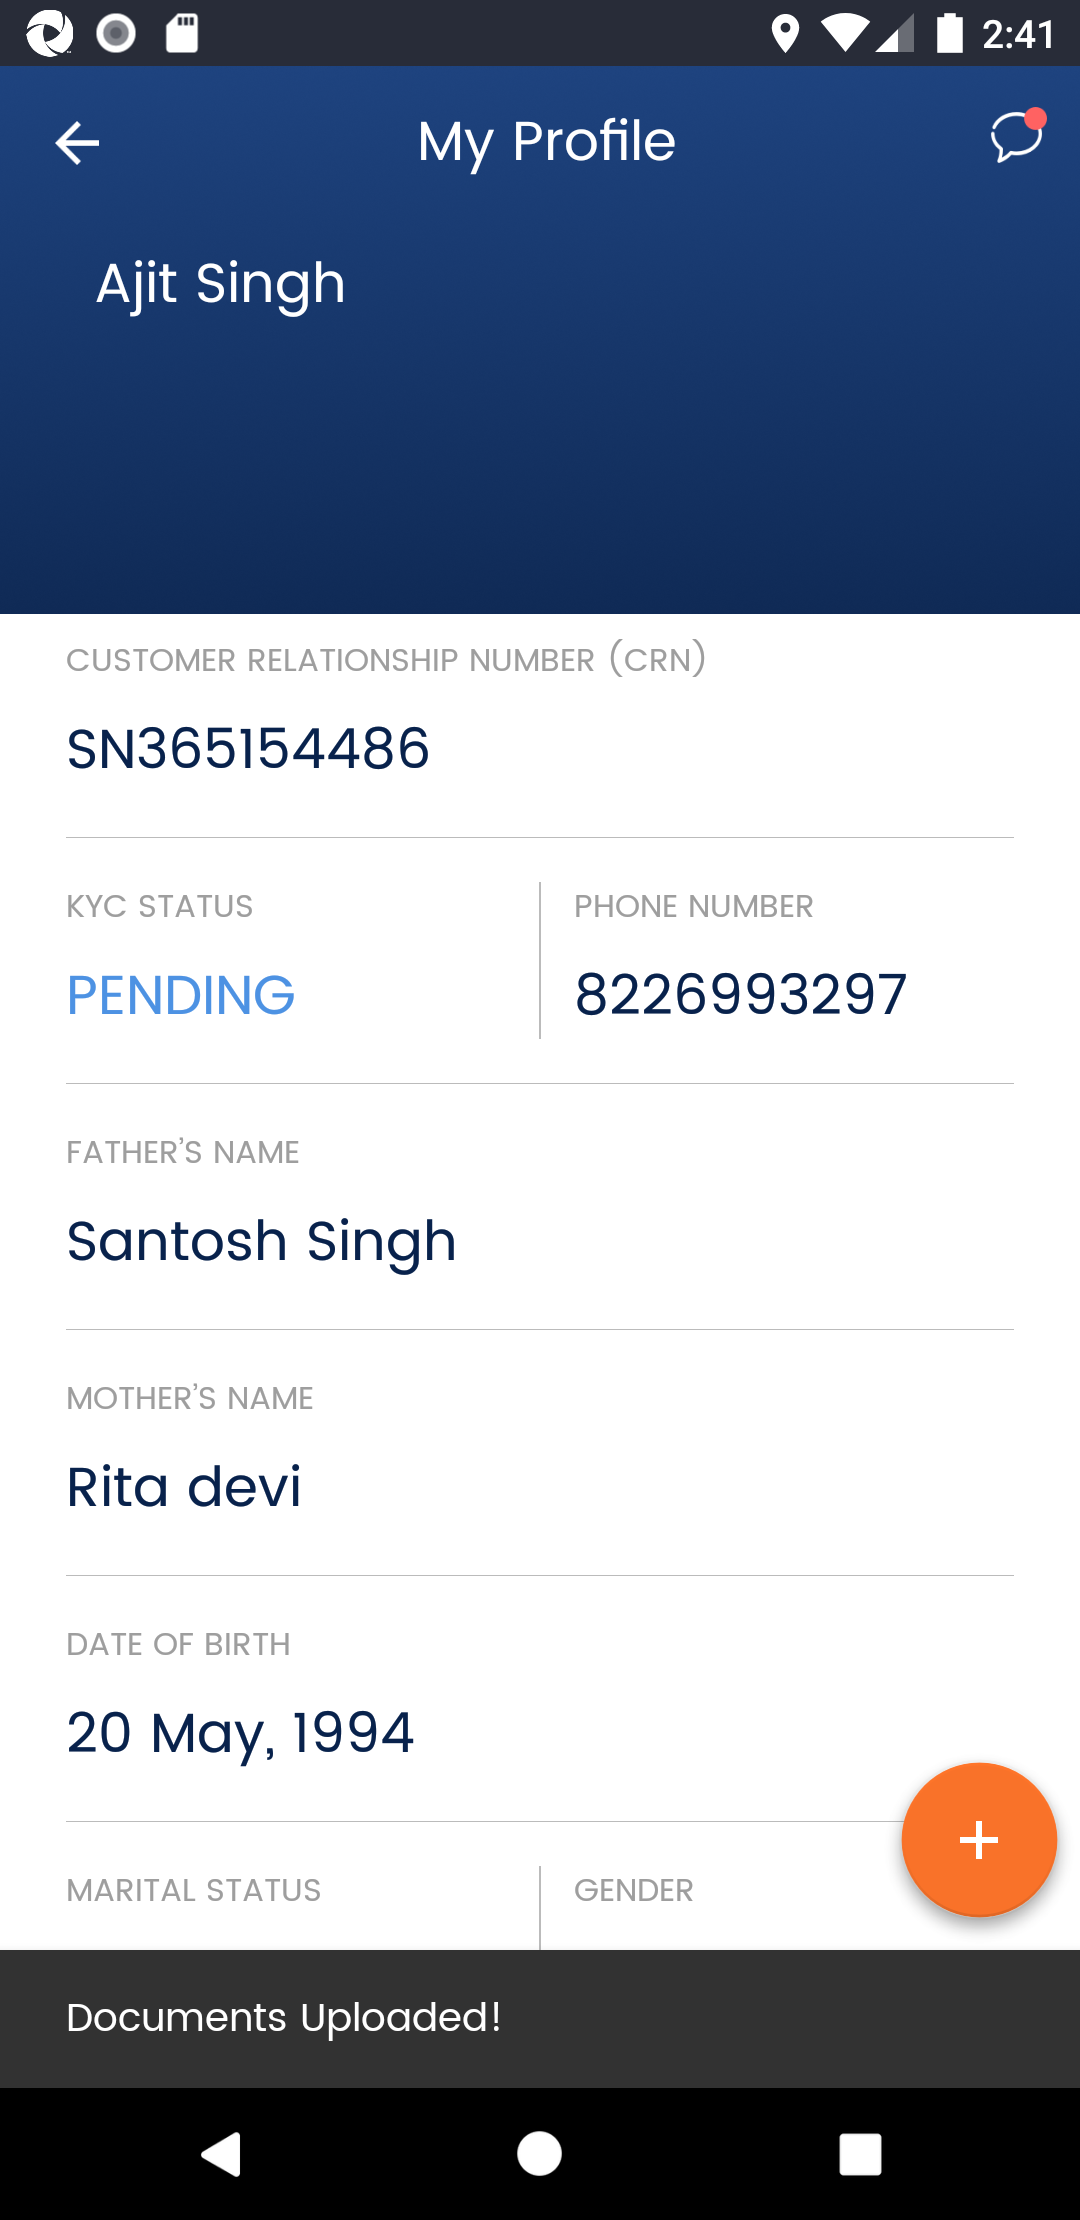 2:41
My Profile
Ajit Singh
CUSTOMER RELATIONSHIP NUMBER (CRN)
SN365154486
KYC STATUS
PHONE NUMBER
PENDING
8226993297
FATHER'S NAME
Santosh Singh
MOTHER'S NAME
Rita devi
DATE OF BIRTH
20 May, 1994
MARITAL STATUS
GENDER
Documents Uploaded!